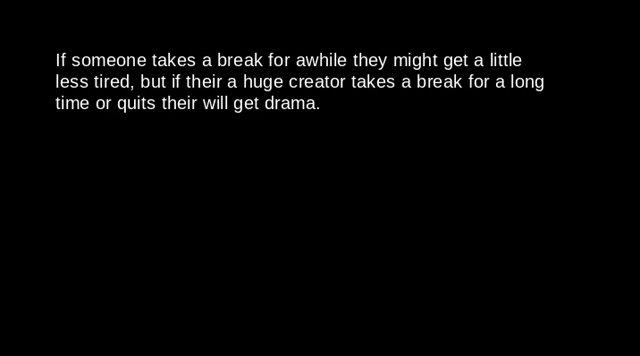 If someone takes a break for awhile they might get a little
less tired, but if their a huge creator takes a break for a long
time or quits their will get drama.